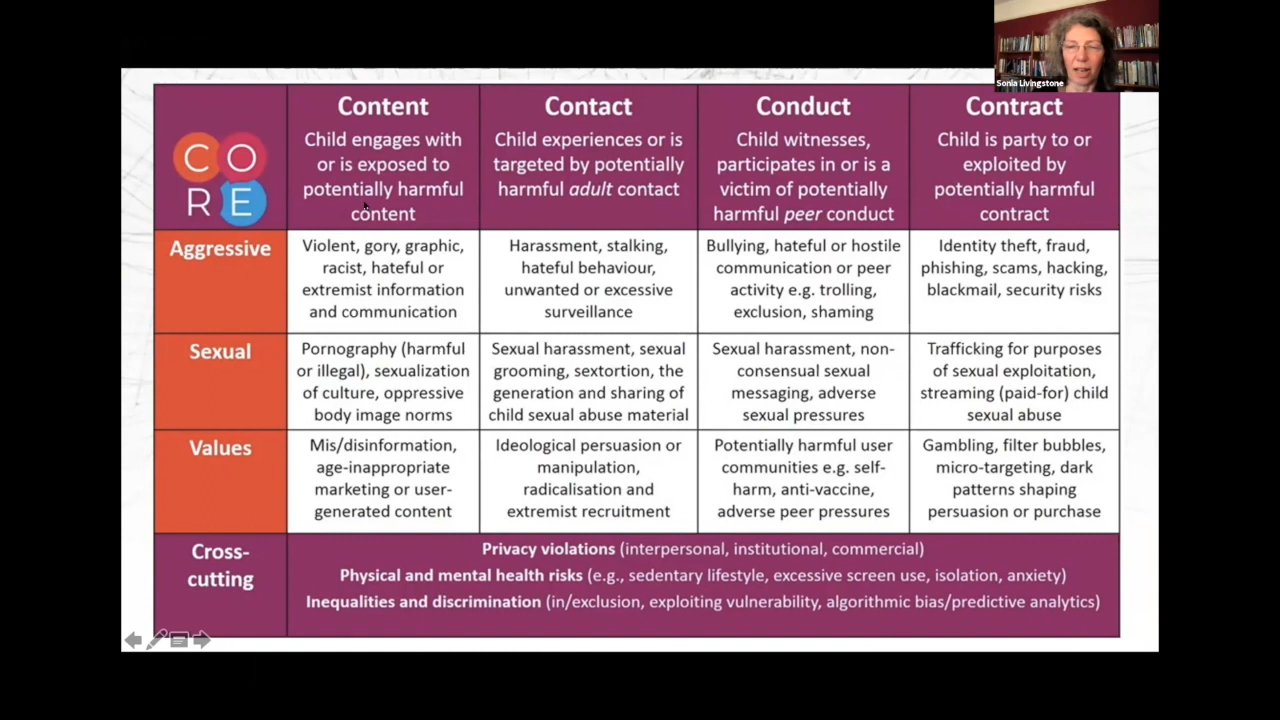 Sonia Livingstone
CO
RE
Content
Child engages with
or is exposed to
potentially harmful
content
Contact
Child experiences or is
targeted by potentially
harmful adult contact
Conduct
Child witnesses,
participates in or is a
victim of potentially
harmful peer conduct
Contract
Child is party to or
exploited by
potentially harmful
contract
Aggressive
Violent, gory, graphic,
racist, hateful or
extremist information
and communication
Harassment, stalking,
hateful behaviour,
unwanted or excessive
surveillance
Bullying, hateful or hostile
communication or peer
activity e.g. trolling,
exclusion, shaming
Identity theft, fraud,
phishing, scams, hacking,
blackmail, security risks
Sexual
Pornography (harmful
or illegal), sexualization
of culture, oppressive
body image norms
Sexual harassment, sexual
grooming, sextortion, the
generation and sharing of
child sexual abuse material
Sexual harassment, non-
consensual sexual
messaging, adverse
sexual pressures
Trafficking for purposes
of sexual exploitation,
streaming (paid-for) child
sexual abuse
Values
Mis/disinformation,
age-inappropriate
marketing or user-
generated content
Ideological persuasion or
manipulation,
radicalisation and
extremist recruitment
Potentially harmful user
communities e.g. self-
harm, anti-vaccine,
adverse peer pressures
Gambling, filter bubbles,
micro-targeting, dark
patterns shaping
persuasion or purchase
Cross-
cutting
Privacy violations (interpersonal, institutional, commercial)
Physical and mental health risks (e.g., sedentary lifestyle, excessive screen use, isolation, anxiety)
Inequalities and discrimination (in/exclusion, exploiting vulnerability, algorithmic bias/predictive analytics)